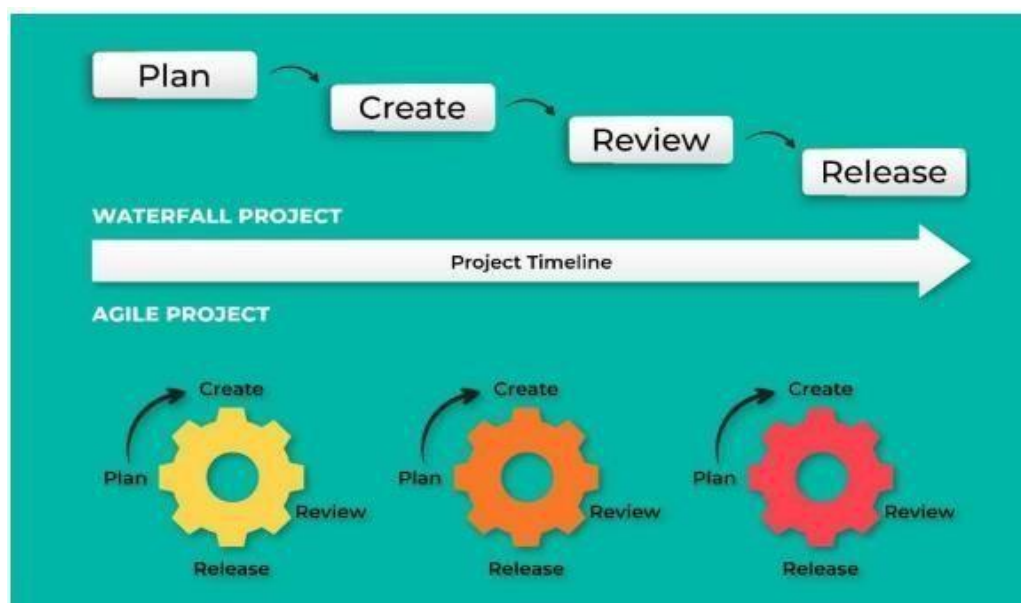 Plan
Create
Review
Release
WATERFALL PROJECT
Project Timeline
AGILE PROJECT
Create
Plan
Review
Release
Create
Plan
Review
Release
Create
Plan
Review
Release